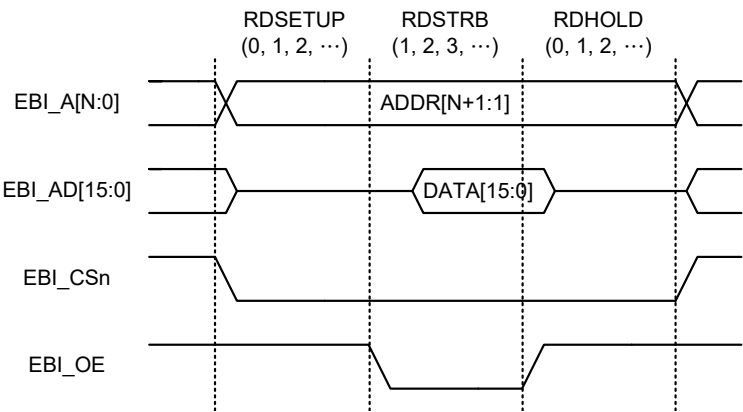 RDSETUP RDSTRB RDHOLD
(0, 1, 2, ⋯) (1, 2, 3, ⋯) (0, 1, 2, ⋯)
EBI_A[N:0] ADDR[N+1:1]
EBI_AD[15:0] DATA[15:0]
EBI_CSn
EBI_OE